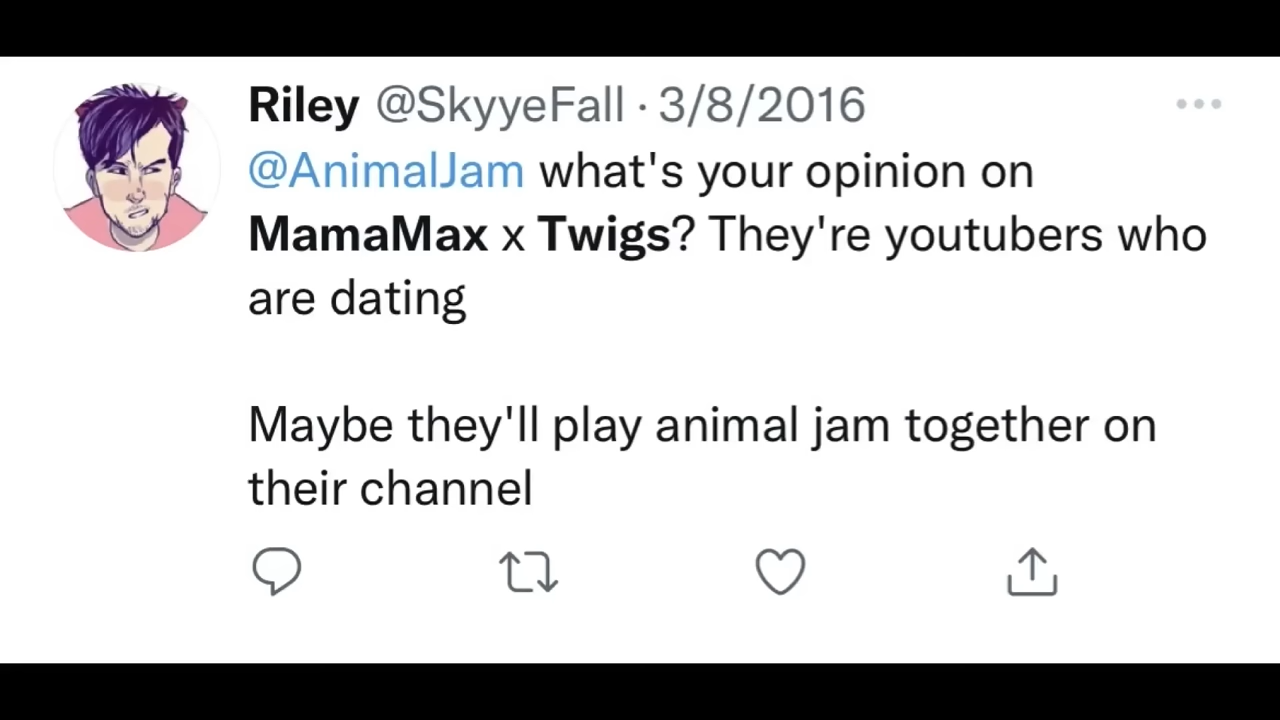 Riley @SkyyeFall · 3/8/2016
@AnimalJam what's your opinion on
MamaMax x Twigs? They're youtubers who
are dating
Maybe they'll play animal jam together on
their channel